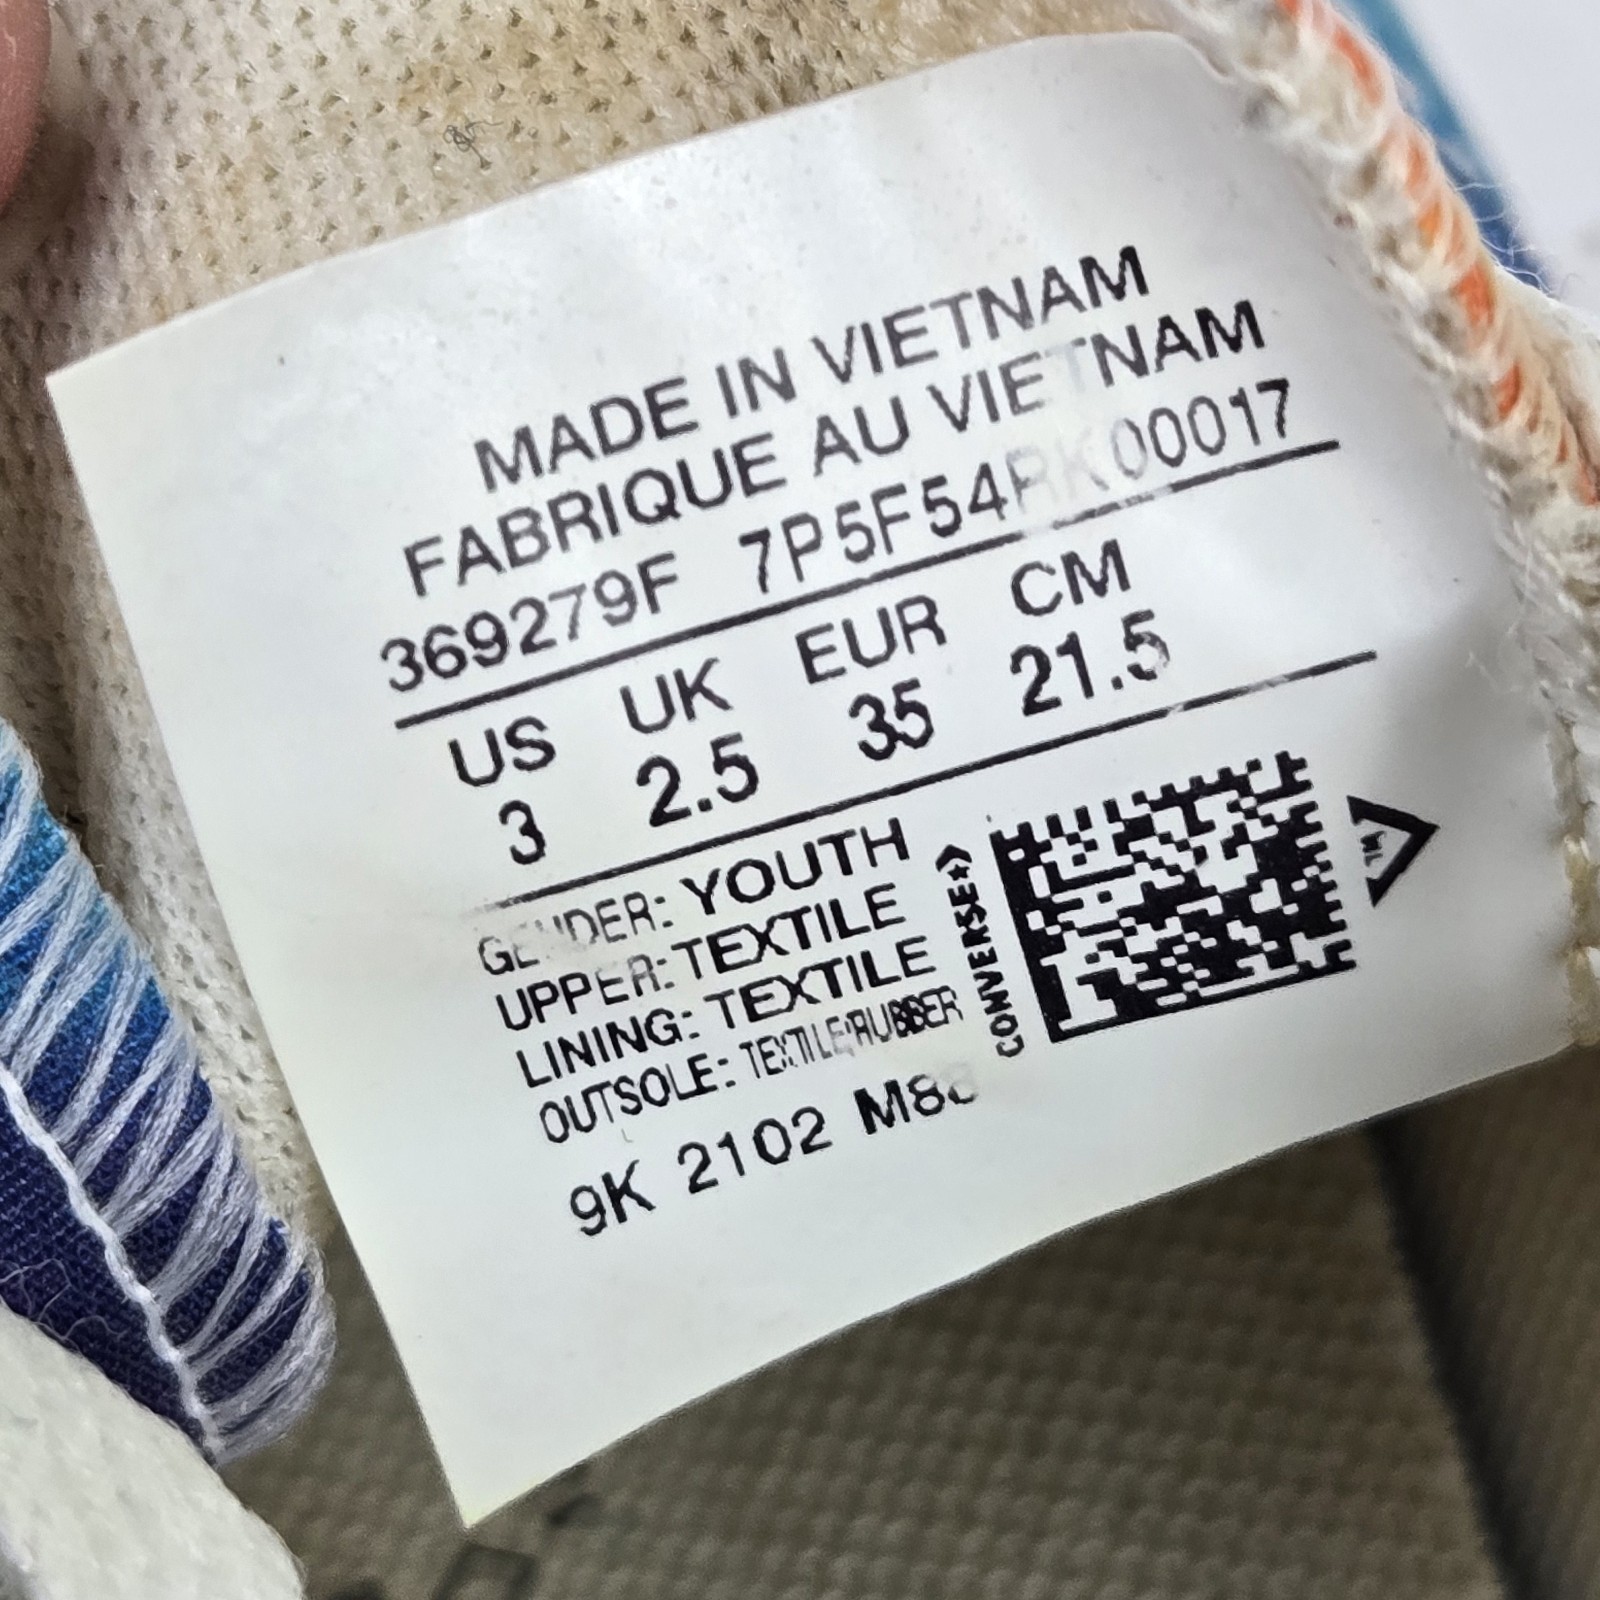 MADE IN VIETNAM
FABRIQUE AU VIETNAM
369279F 7P5F54RK00017
US UK EUR CM
3 2.5 35 21.5
GENDER: YOUTH
UPPER: TEXTILE
LINING: TEXTILE
OUTSOLE: TEXTILE/RUBBER
9K 2102
CONVERSE